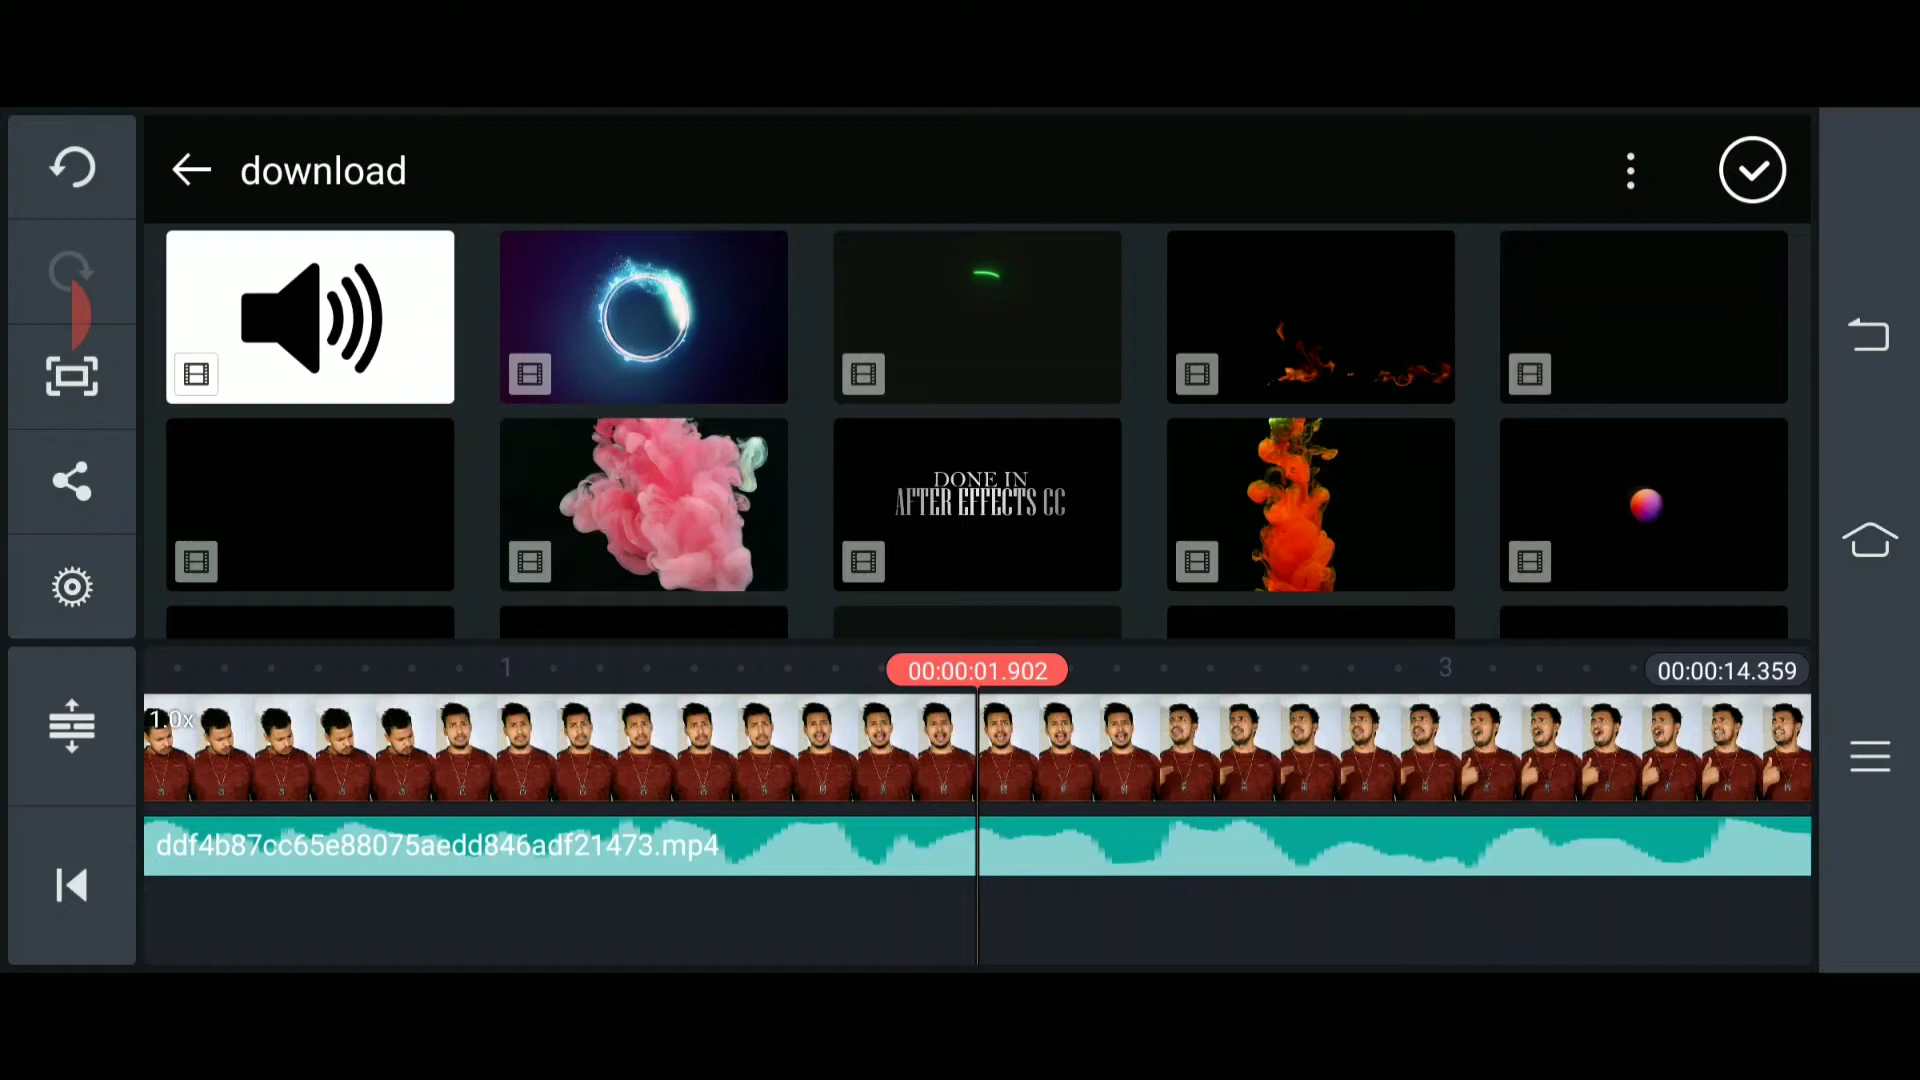 download
DONE IN
AFTER EFFECTS CC
1
00:00:01.902
3
00:00:14.359
1.0x
ddf4b87cc65e88075aedd846adf21473.mp4